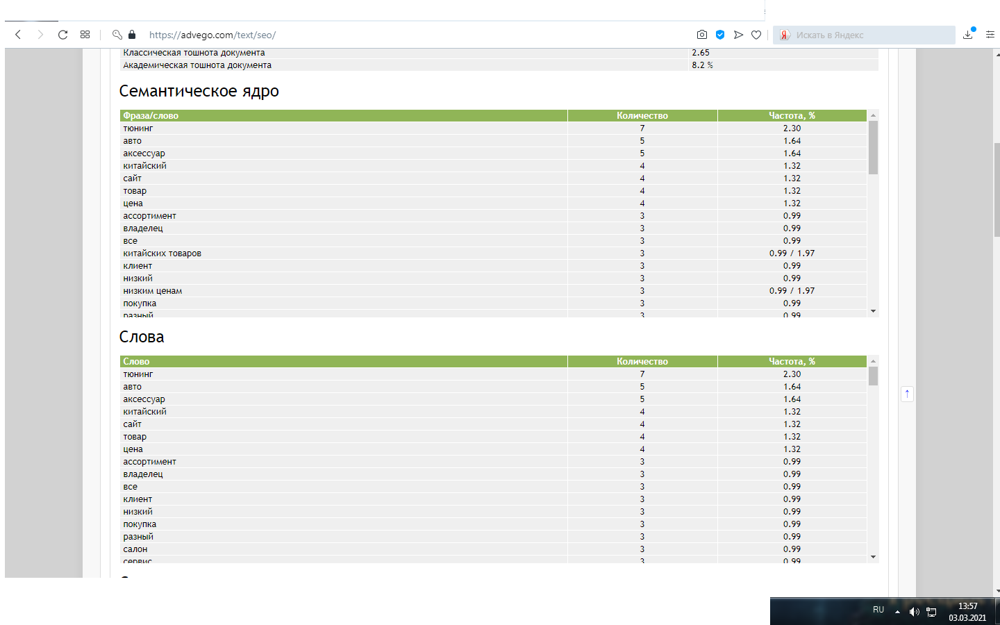 https://advego.com/text/seo/
Я Искать в Яндекс
Классическая тошнота документа 2.65
Академическая тошнота документа 8.2 %
Семантическое ядро
Фраза/слово Количество Частота, %
тюнинг 7 2.30
авто 5 1.64
аксессуар 5 1.64
китайский 4 1.32
сайт 4 1.32
товар 4 1.32
цена 4 1.32
ассортимент 3 0.99
владелец 3 0.99
все 3 0.99
китайских товаров 3 0.99 / 1.97
клиент 3 0.99
низкий 3 0.99
низким ценам 3 0.99 / 1.97
покупка 3 0.99
разный 3 0.99
Слова
Слово Количество Частота, %
тюнинг 7 2.30
авто 5 1.64
аксессуар 5 1.64
китайский 4 1.32
сайт 4 1.32
товар 4 1.32
цена 4 1.32
ассортимент 3 0.99
владелец 3 0.99
все 3 0.99
клиент 3 0.99
низкий 3 0.99
покупка 3 0.99
разный 3 0.99
салон 3 0.99
сервис 3 0.99
RU 13:57
03.03.2021